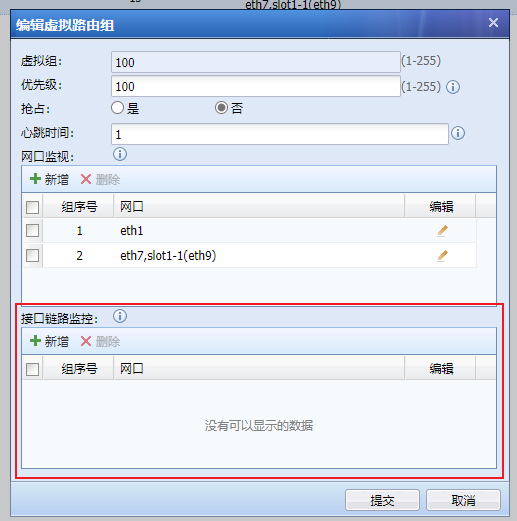 eth7,slot1-1(eth9)
编辑虚拟路由组
虚拟组: 100 (1-255)
优先级: 100 (1-255)
抢占: 是 否
心跳时间: 1
网口监视:
新增 删除
组序号 网口 编辑
1 eth1
2 eth7,slot1-1(eth9)
接口链路监控:
新增 删除
组序号 网口 编辑
没有可以显示的数据
提交 取消